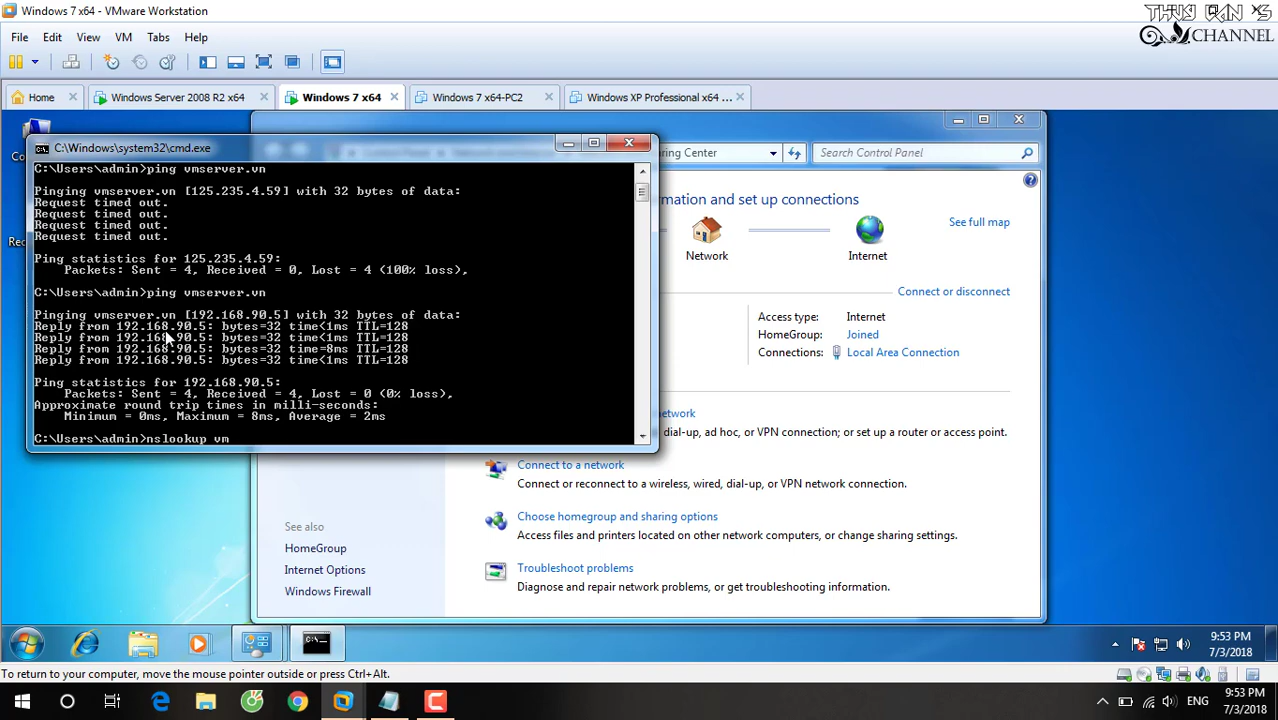 Windows 7 x64 - VMware Workstation
THUY VAN'S
CHANNEL
File Edit View VM Tabs Help
Home Windows Server 2008 R2 x64 Windows 7 x64 Windows 7 x64-PC2 Windows XP Professional x64 ...
C:\Windows\system32\cmd.exe
C:\Users\admin>ping vmserver.vn
Pinging vmserver.vn [125.235.4.59] with 32 bytes of data:
Request timed out.
Request timed out.
Request timed out.
Request timed out.
Ping statistics for 125.235.4.59:
Packets: Sent = 4, Received = 0, Lost = 4 (100% loss),
C:\Users\admin>ping vmserver.vn
Pinging vmserver.vn [192.168.90.5] with 32 bytes of data:
Reply from 192.168.90.5: bytes=32 time<1ms TTL=128
Reply from 192.168.90.5: bytes=32 time<1ms TTL=128
Reply from 192.168.90.5: bytes=32 time=8ms TTL=128
Reply from 192.168.90.5: bytes=32 time<1ms TTL=128
Ping statistics for 192.168.90.5:
Packets: Sent = 4, Received = 4, Lost = 0 (0% loss),
Approximate round trip times in milli-seconds:
Minimum = 0ms, Maximum = 8ms, Average = 2ms
C:\Users\admin>nslookup vm
Sharing Center
Search Control Panel
rmation and set up connections
See full map
Network Internet
Connect or disconnect
Access type: Internet
HomeGroup: Joined
Connections: Local Area Connection
network
dial-up, ad hoc, or VPN connection; or set up a router or access point.
Connect to a network
Connect or reconnect to a wireless, wired, dial-up, or VPN network connection.
Choose homegroup and sharing options
Access files and printers located on other network computers, or change sharing settings.
Troubleshoot problems
Diagnose and repair network problems, or get troubleshooting information.
See also
HomeGroup
Internet Options
Windows Firewall
9:53 PM
7/3/2018
To return to your computer, move the mouse pointer outside or press Ctrl+Alt.
ENG
9:53 PM
7/3/2018